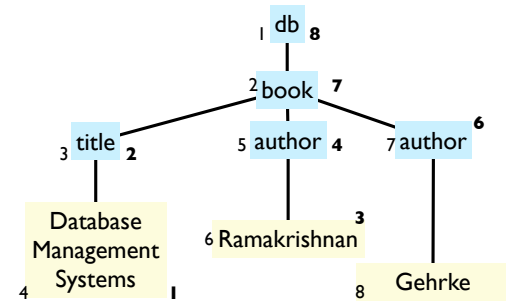 1 db 8
2 book 7
3 title 2
5 author 4
7 author 6
4 Database
Management
Systems 1
6 Ramakrishnan 3
8 Gehrke